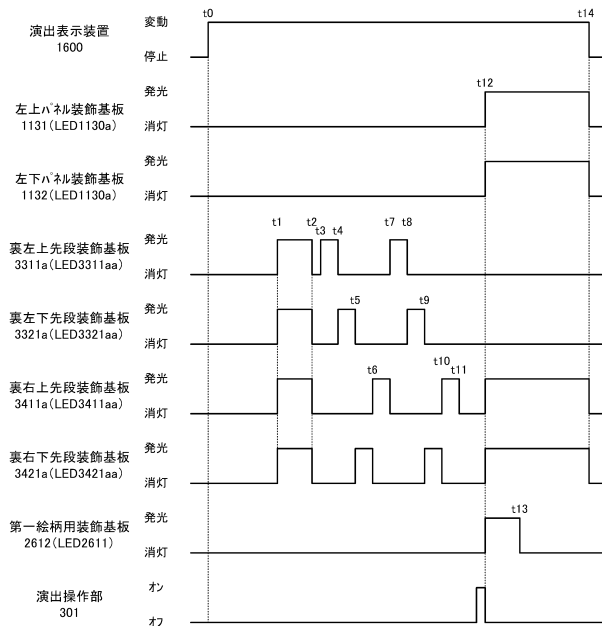 t0
t14
演出表示装置
1600
変動
停止
t12
左上ﾊﾟﾈﾙ装飾基板
1131(LED1130a)
発光
消灯
左下ﾊﾟﾈﾙ装飾基板
1132(LED1130a)
発光
消灯
t1 t2 t3 t4 t7 t8
裏左上先段装飾基板
3311a(LED3311aa)
発光
消灯
t5 t9
裏左下先段装飾基板
3321a(LED3321aa)
発光
消灯
t6 t10 t11
裏右上先段装飾基板
3411a(LED3411aa)
発光
消灯
裏右下先段装飾基板
3421a(LED3421aa)
発光
消灯
t13
第一絵柄用装飾基板
2612(LED2611)
発光
消灯
演出操作部
301
ｵﾝ
ｵﾌ